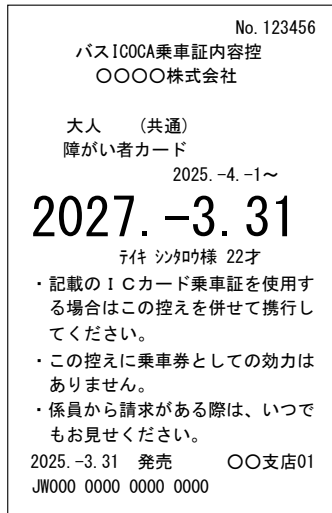 No.123456
バスICOCA乗車証内容控
〇〇〇〇株式会社
大人 （共通）
障がい者カード
2025.-4.-1～
2027.-3.31
ﾃｲｷ ｼﾝﾀﾛｳ様 22才
・記載のＩＣカード乗車証を使用す
る場合はこの控えを併せて携行し
てください。
・この控えに乗車券としての効力は
ありません。
・係員から請求がある際は、いつで
もお見せください。
2025.-3.31 発売 〇〇支店01
JW000 0000 0000 0000